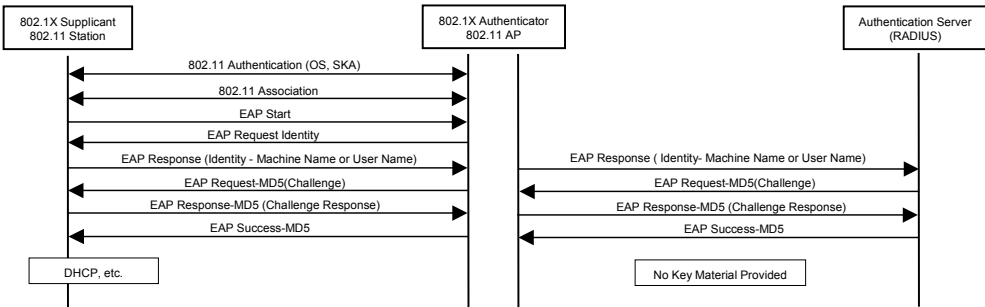 802.1X Supplicant
802.11 Station
802.1X Authenticator
802.11 AP
Authentication Server
(RADIUS)
802.11 Authentication (OS, SKA)
802.11 Association
EAP Start
EAP Request Identity
EAP Response (Identity - Machine Name or User Name)
EAP Response ( Identity- Machine Name or User Name)
EAP Request-MD5(Challenge)
EAP Request-MD5(Challenge)
EAP Response-MD5 (Challenge Response)
EAP Response-MD5 (Challenge Response)
EAP Success-MD5
EAP Success-MD5
DHCP, etc.
No Key Material Provided